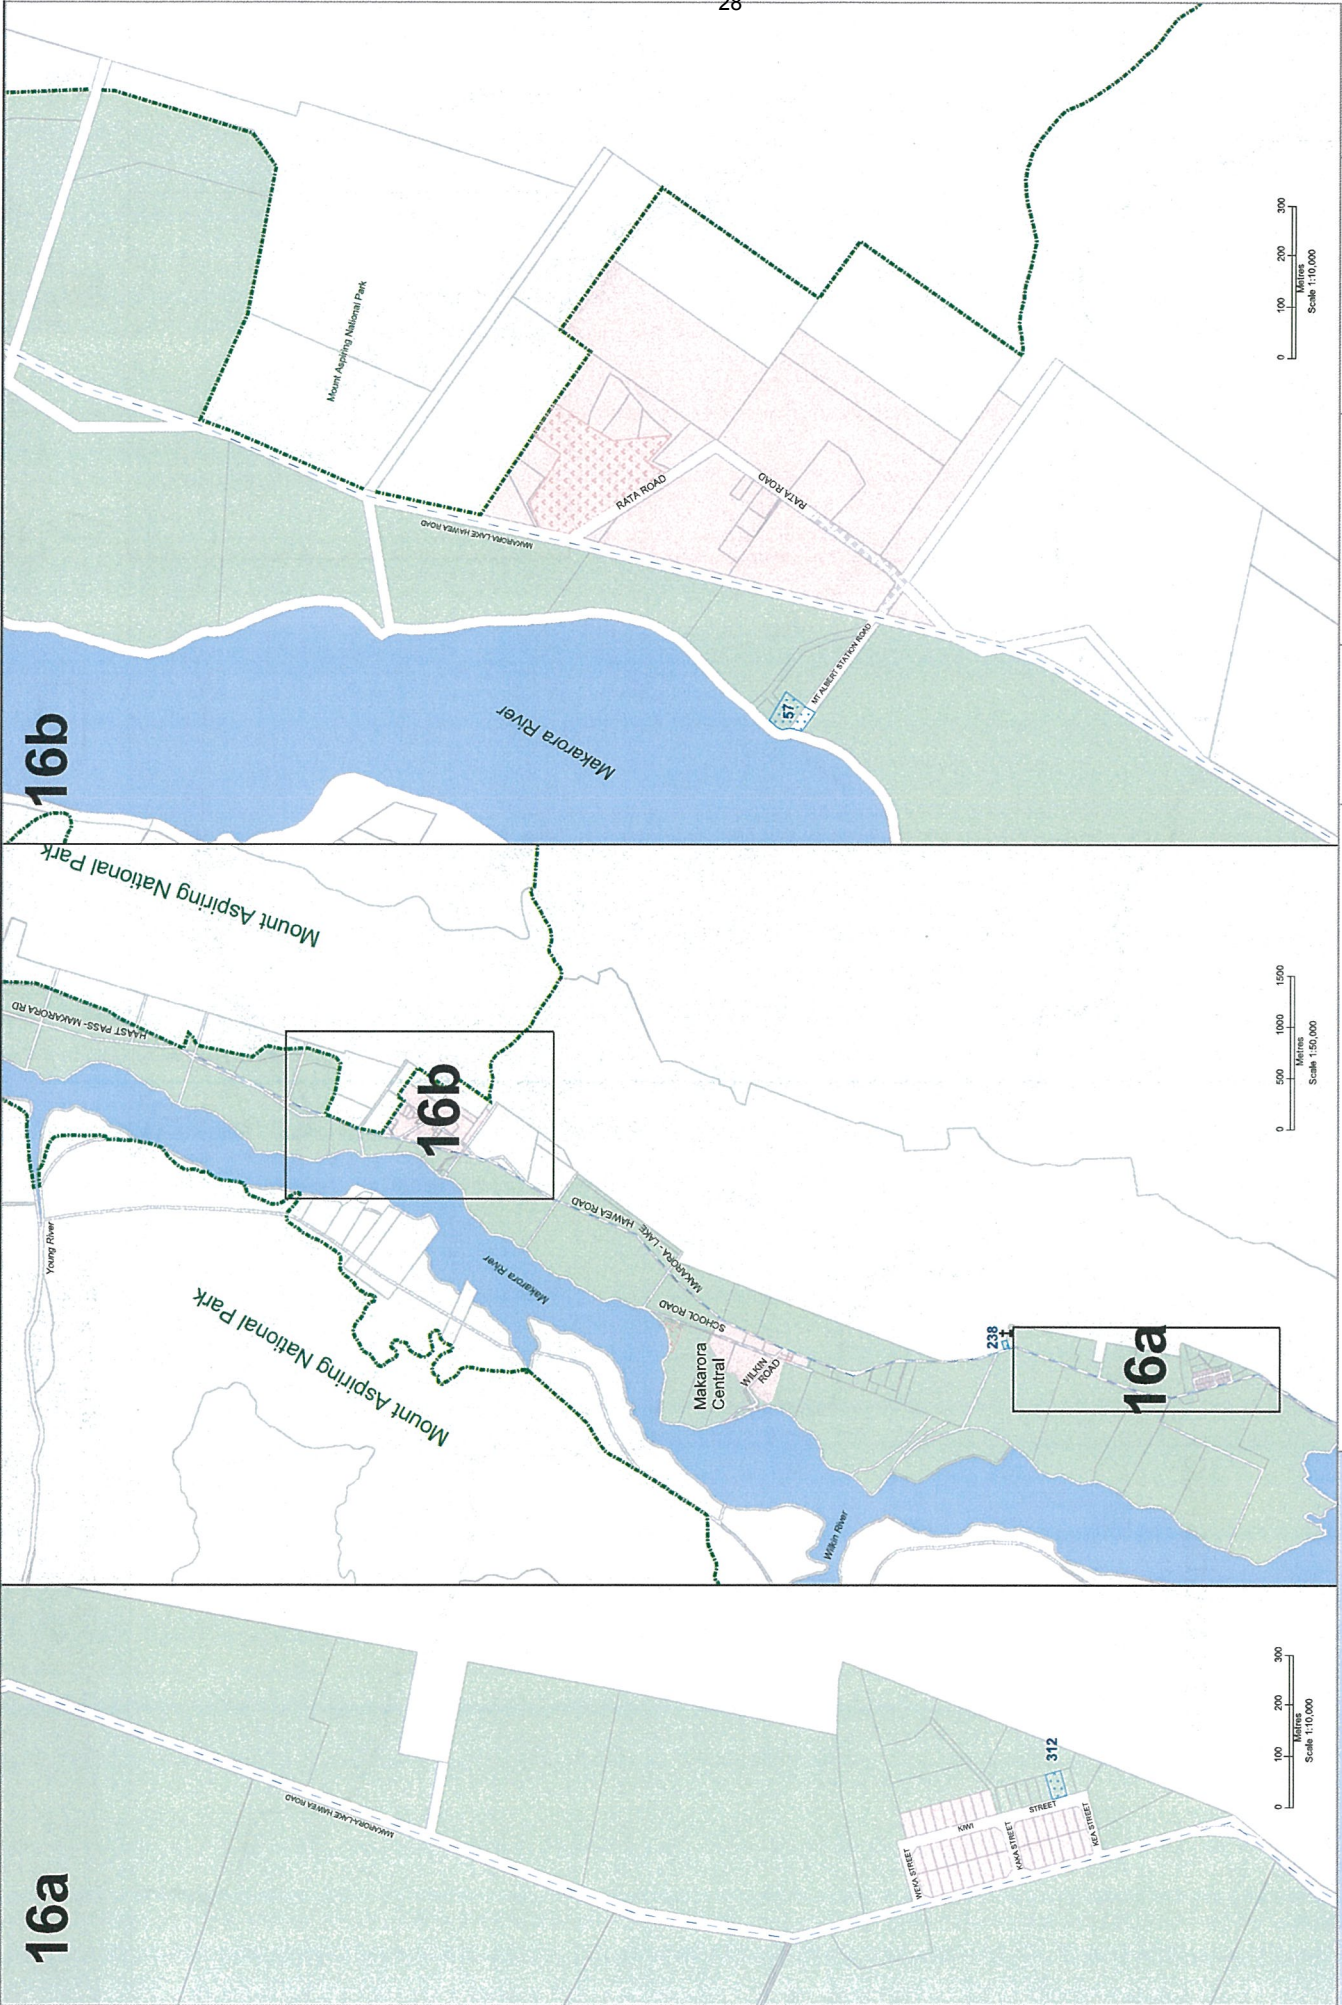 28
16b
Mount Aspiring National Park
MAKARORA-LAKE HAWEA ROAD
RATA ROAD
RATA ROAD
MT ALBERT STATION ROAD
57
Makarora River
0 100 200 300
Metres
Scale 1:10,000
Mount Aspiring National Park
HAAST PASS- MAKARORA RD
16b
Young River
Mount Aspiring National Park
Makarora River
MAKARORA - LAKE HAWEA ROAD
SCHOOL ROAD
Makarora
Central
WILKIN
ROAD
Wilkin River
238
16a
0 500 1000 1500
Metres
Scale 1:50,000
16a
MAKARORA-LAKE HAWEA ROAD
WEKA STREET
KIWI STREET
KAKA STREET
KEA STREET
312
0 100 200 300
Metres
Scale 1:10,000